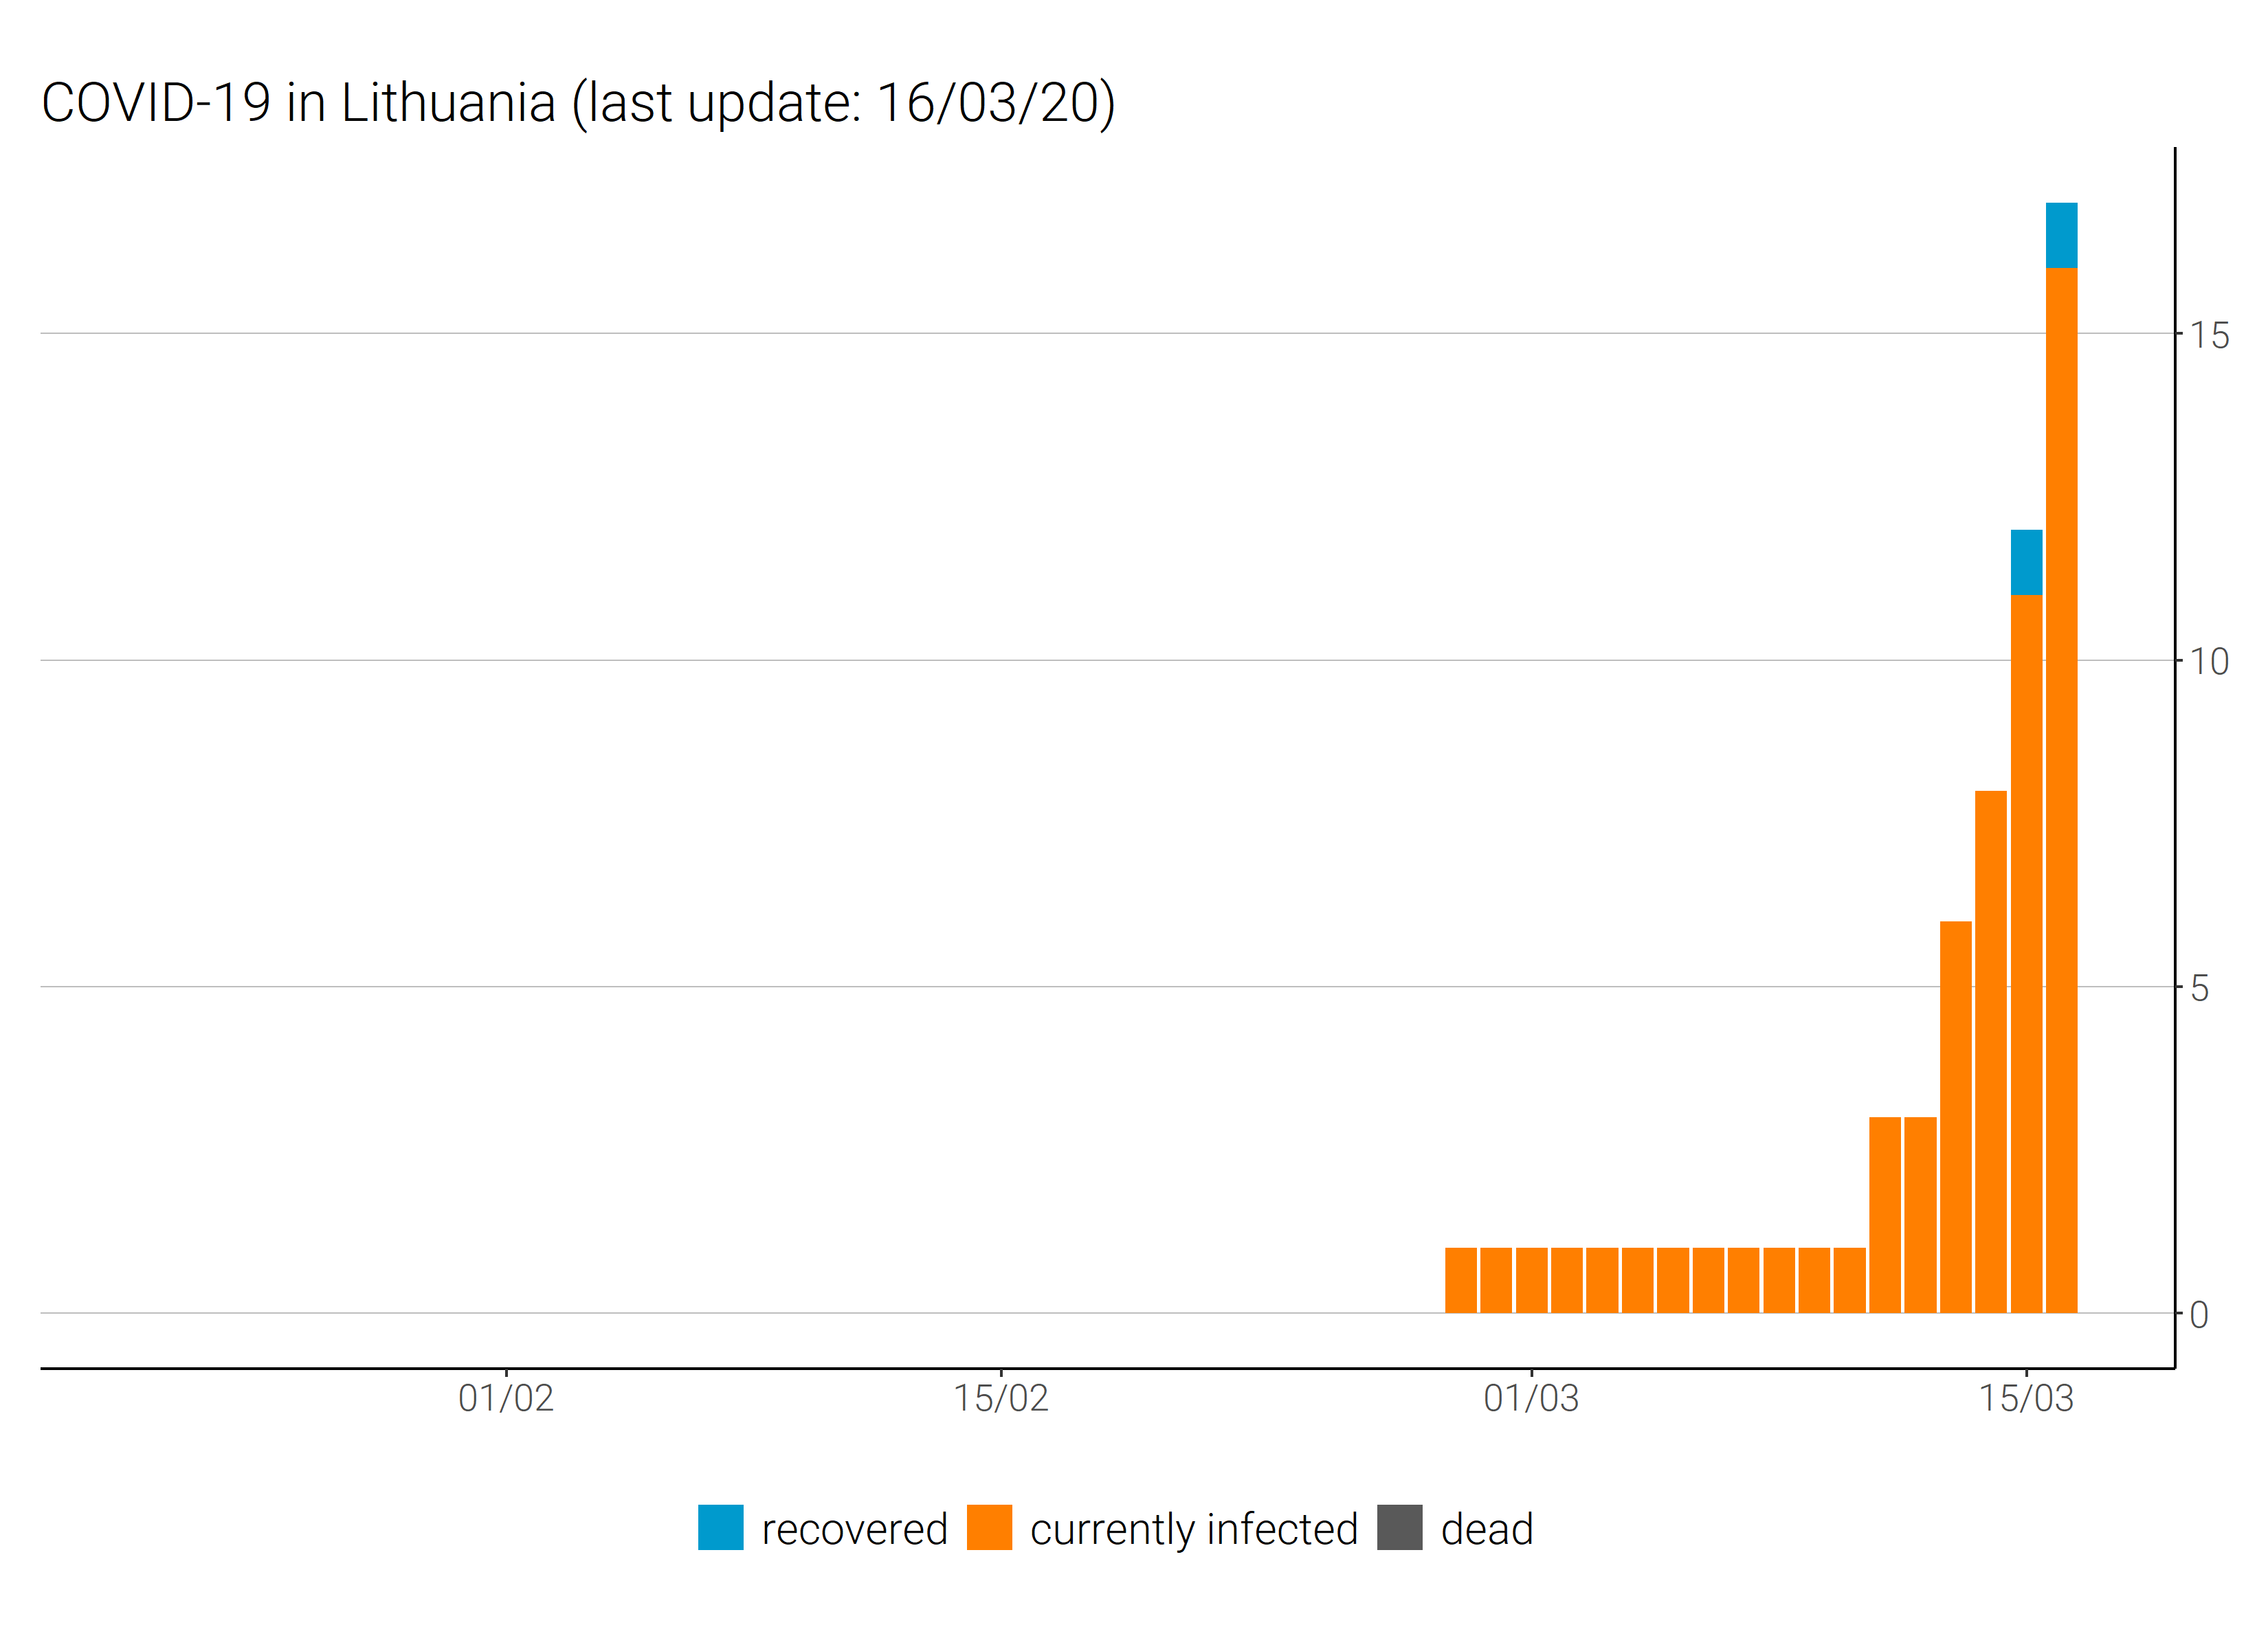 COVID-19 in Lithuania (last update: 16/03/20)
15
10
5
0
01/02 15/02 01/03 15/03
recovered currently infected dead